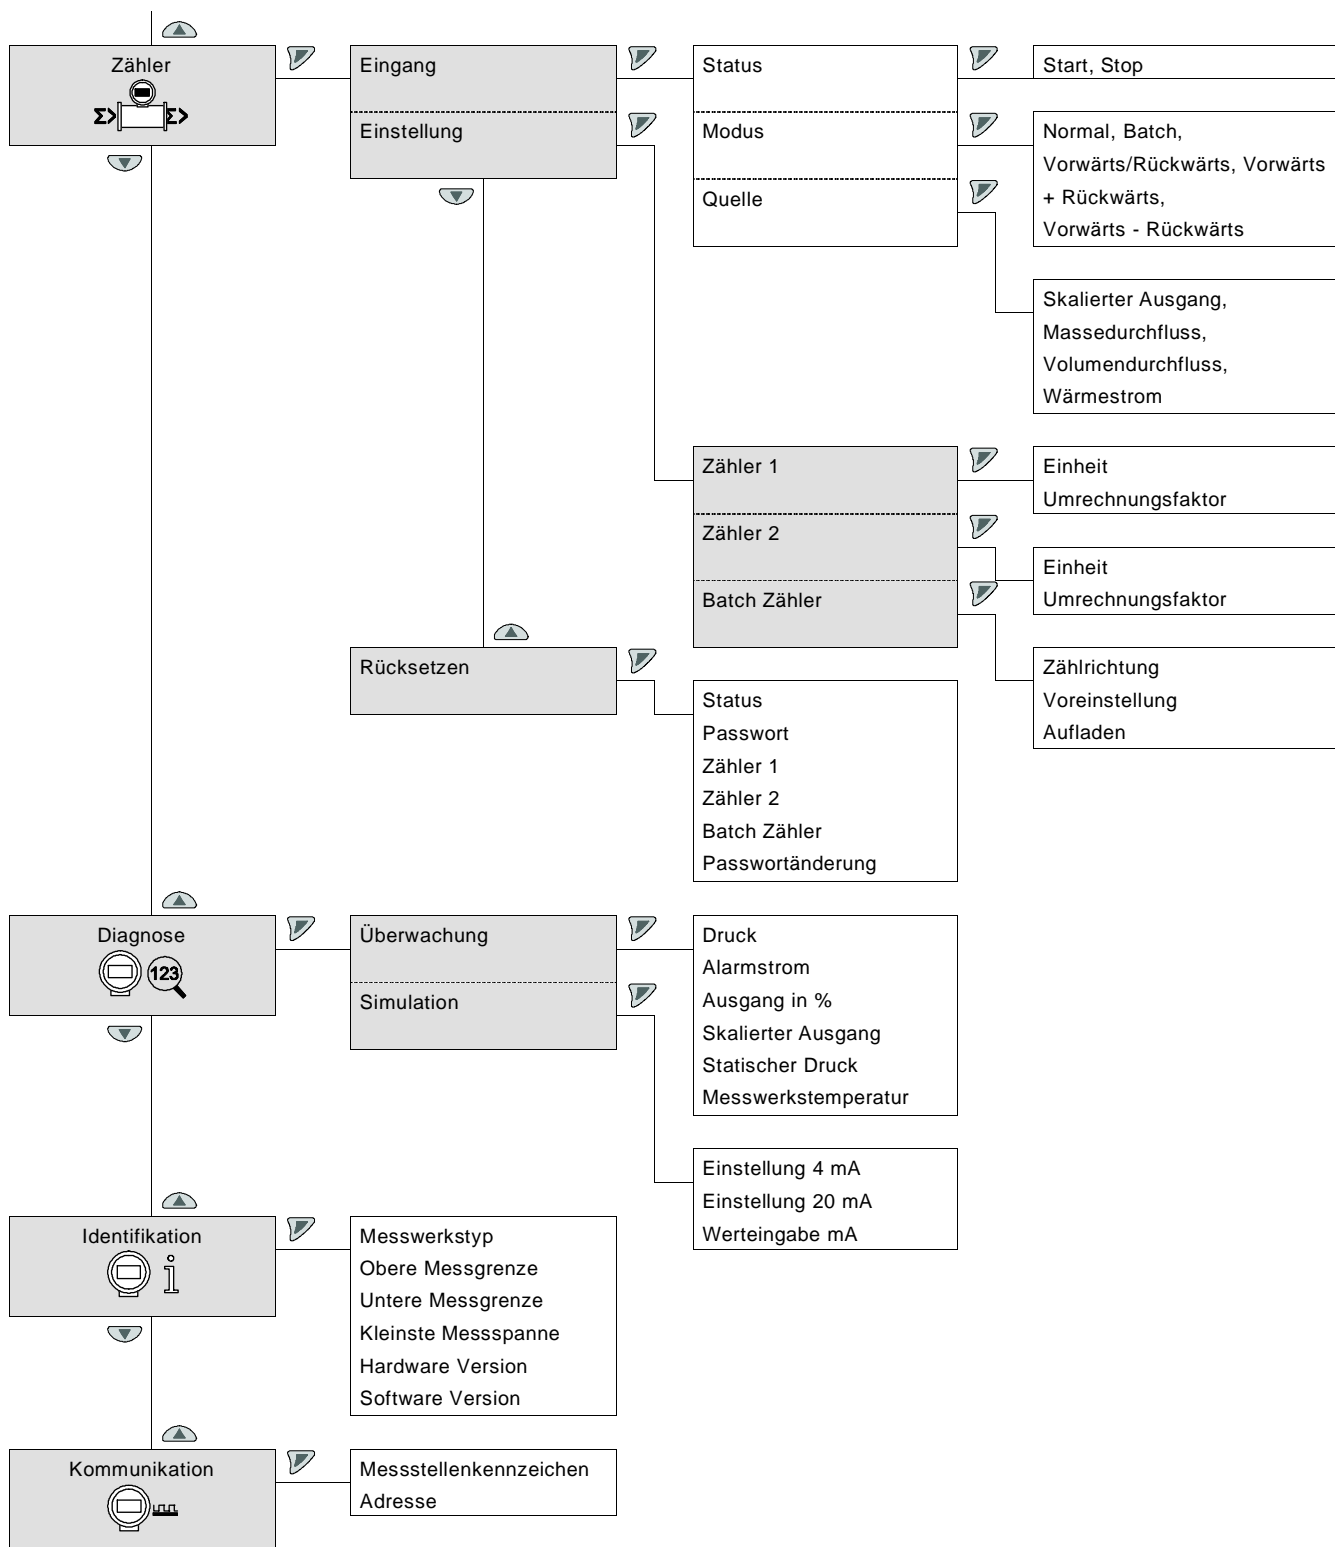 Zähler
Σ> Σ>
Eingang
Einstellung
Status
Modus
Quelle
Start, Stop
Normal, Batch,
Vorwärts/Rückwärts, Vorwärts
+ Rückwärts,
Vorwärts - Rückwärts
Skalierter Ausgang,
Massedurchfluss,
Volumendurchfluss,
Wärmestrom
Zähler 1
Zähler 2
Batch Zähler
Einheit
Umrechnungsfaktor
Einheit
Umrechnungsfaktor
Zählrichtung
Voreinstellung
Aufladen
Rücksetzen
Status
Passwort
Zähler 1
Zähler 2
Batch Zähler
Passwortänderung
Diagnose
123
Überwachung
Simulation
Druck
Alarmstrom
Ausgang in %
Skalierter Ausgang
Statischer Druck
Messwerkstemperatur
Einstellung 4 mA
Einstellung 20 mA
Werteingabe mA
Identifikation
i
Messwerkstyp
Obere Messgrenze
Untere Messgrenze
Kleinste Messspanne
Hardware Version
Software Version
Kommunikation
Messstellenkennzeichen
Adresse